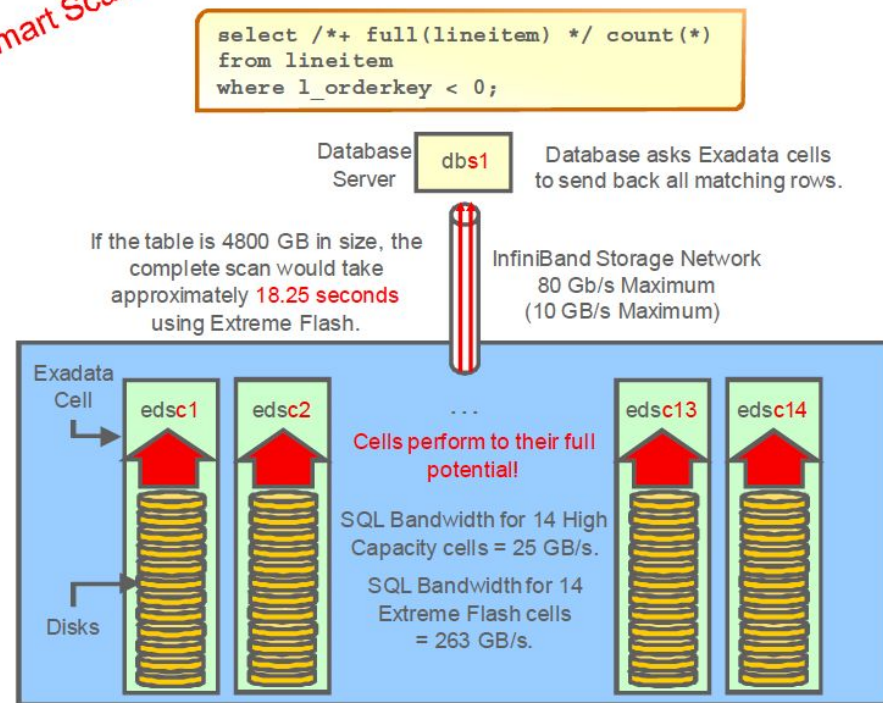 Smart
select /*+ full(lineitem) */ count(*)
from lineitem
where l_orderkey < 0;
Database
Server
dbs1
Database asks Exadata cells
to send back all matching rows.
If the table is 4800 GB in size, the
complete scan would take
approximately 18.25 seconds
using Extreme Flash.
InfiniBand Storage Network
80 Gb/s Maximum
(10 GB/s Maximum)
Exadata
Cell
edsc1
edsc2
...
edsc13
edsc14
Cells perform to their full
potential!
SQL Bandwidth for 14 High
Capacity cells = 25 GB/s.
SQL Bandwidth for 14
Extreme Flash cells
= 263 GB/s.
Disks